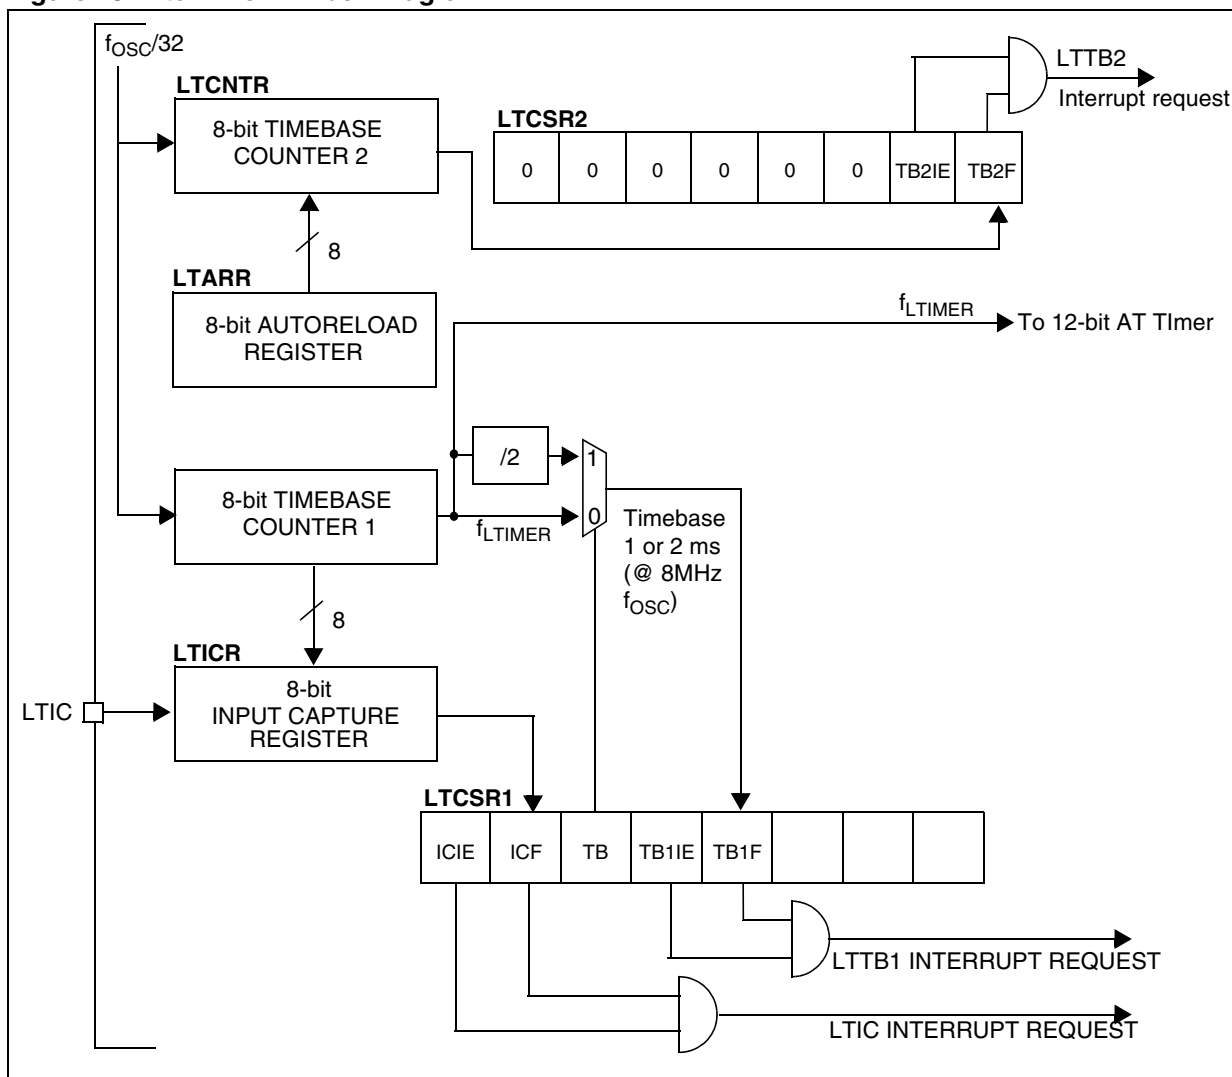 fOSC/32
LTCNTR
8-bit TIMEBASE
COUNTER 2
8
LTARR
8-bit AUTORELOAD
REGISTER
LTCSR2
0 0 0 0 0 0 TB2IE TB2F
LTTB2
Interrupt request
fLTIMER
To 12-bit AT TImer
/2
1
0
8-bit TIMEBASE
COUNTER 1
fLTIMER
Timebase
1 or 2 ms
(@ 8MHz
fOSC)
8
LTICR
LTIC
8-bit
INPUT CAPTURE
REGISTER
LTCSR1
ICIE ICF TB TB1IE TB1F
LTTB1 INTERRUPT REQUEST
LTIC INTERRUPT REQUEST